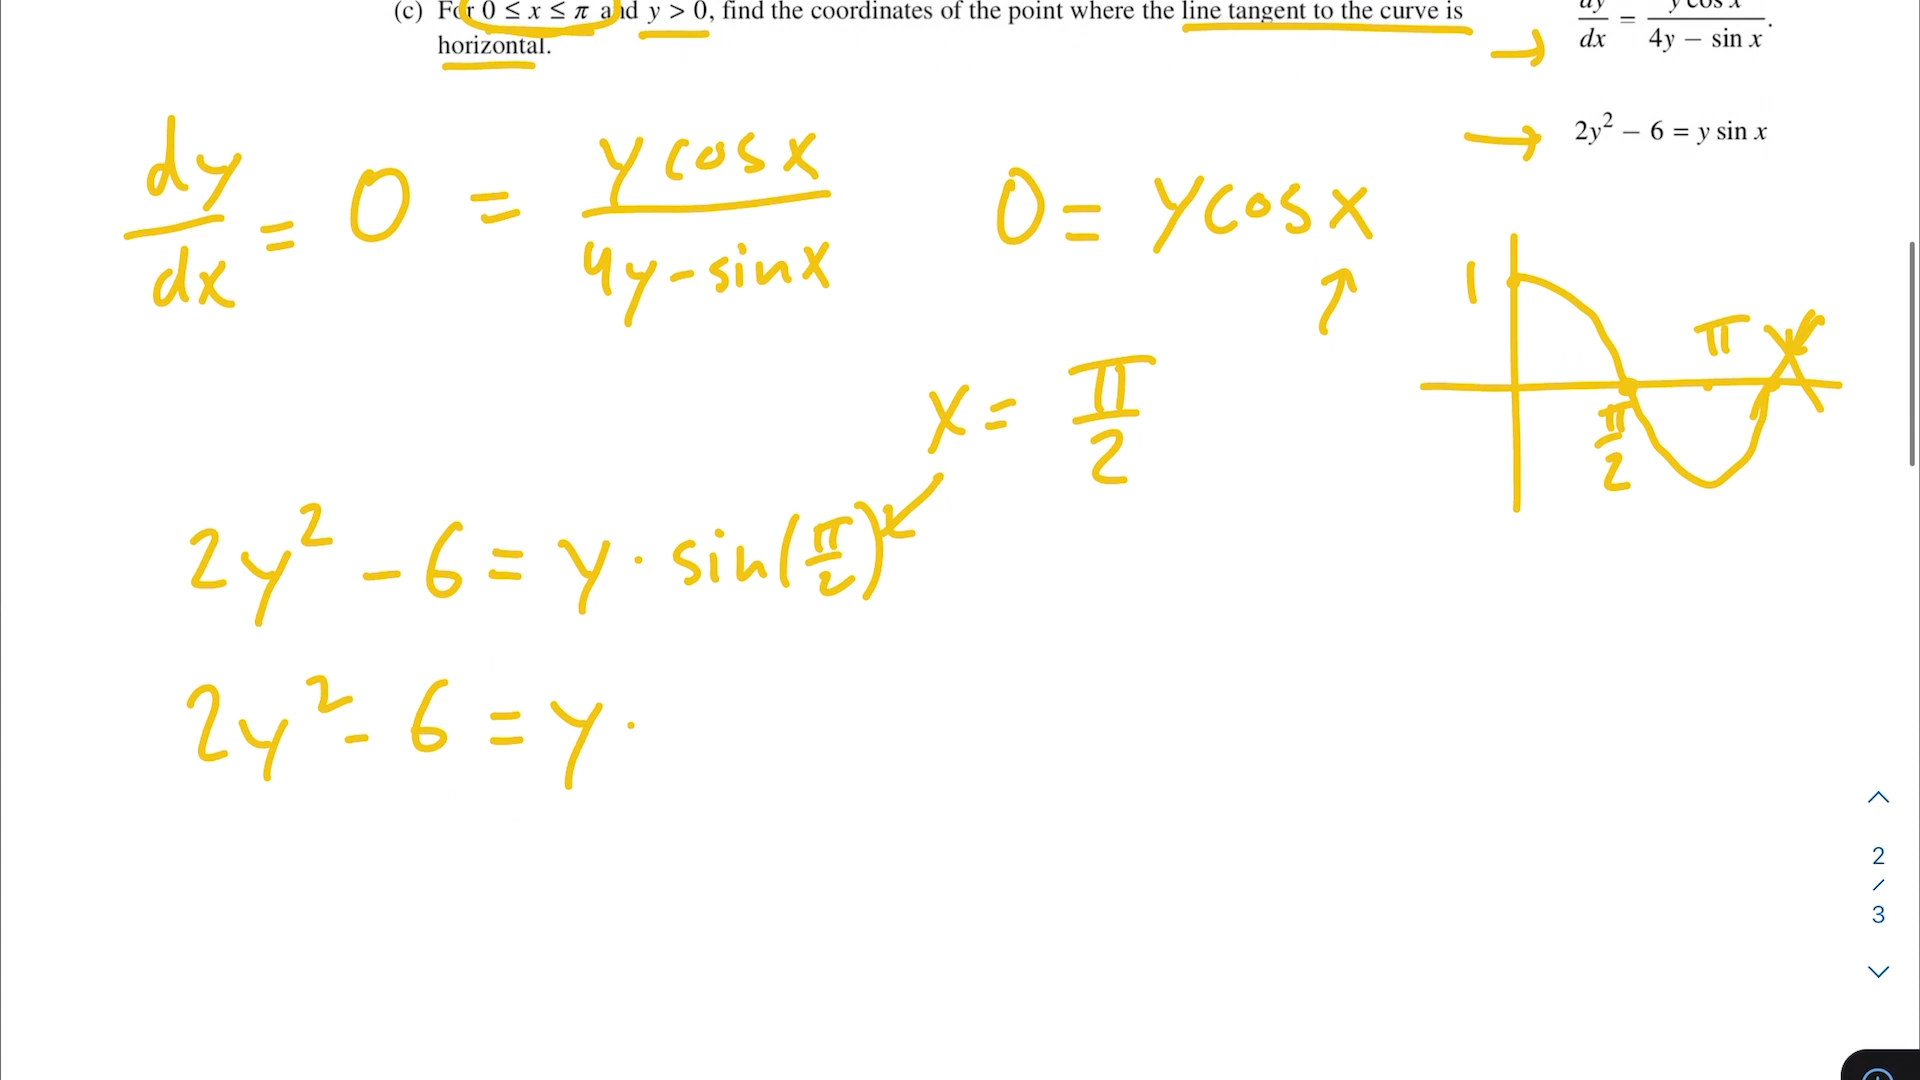 (c) For 0 ≤ x ≤ π and y > 0, find the coordinates of the point where the line tangent to the curve is
horizontal.
dy/dx = y cos x / 4y − sin x.
2y² − 6 = y sin x
dy/dx = 0 = y cos x / 4y - sin x
0 = y cos x
1
π
π/2
x = π/2
2y² - 6 = y · sin(π/2)
2y² - 6 = y ·
2
/
3